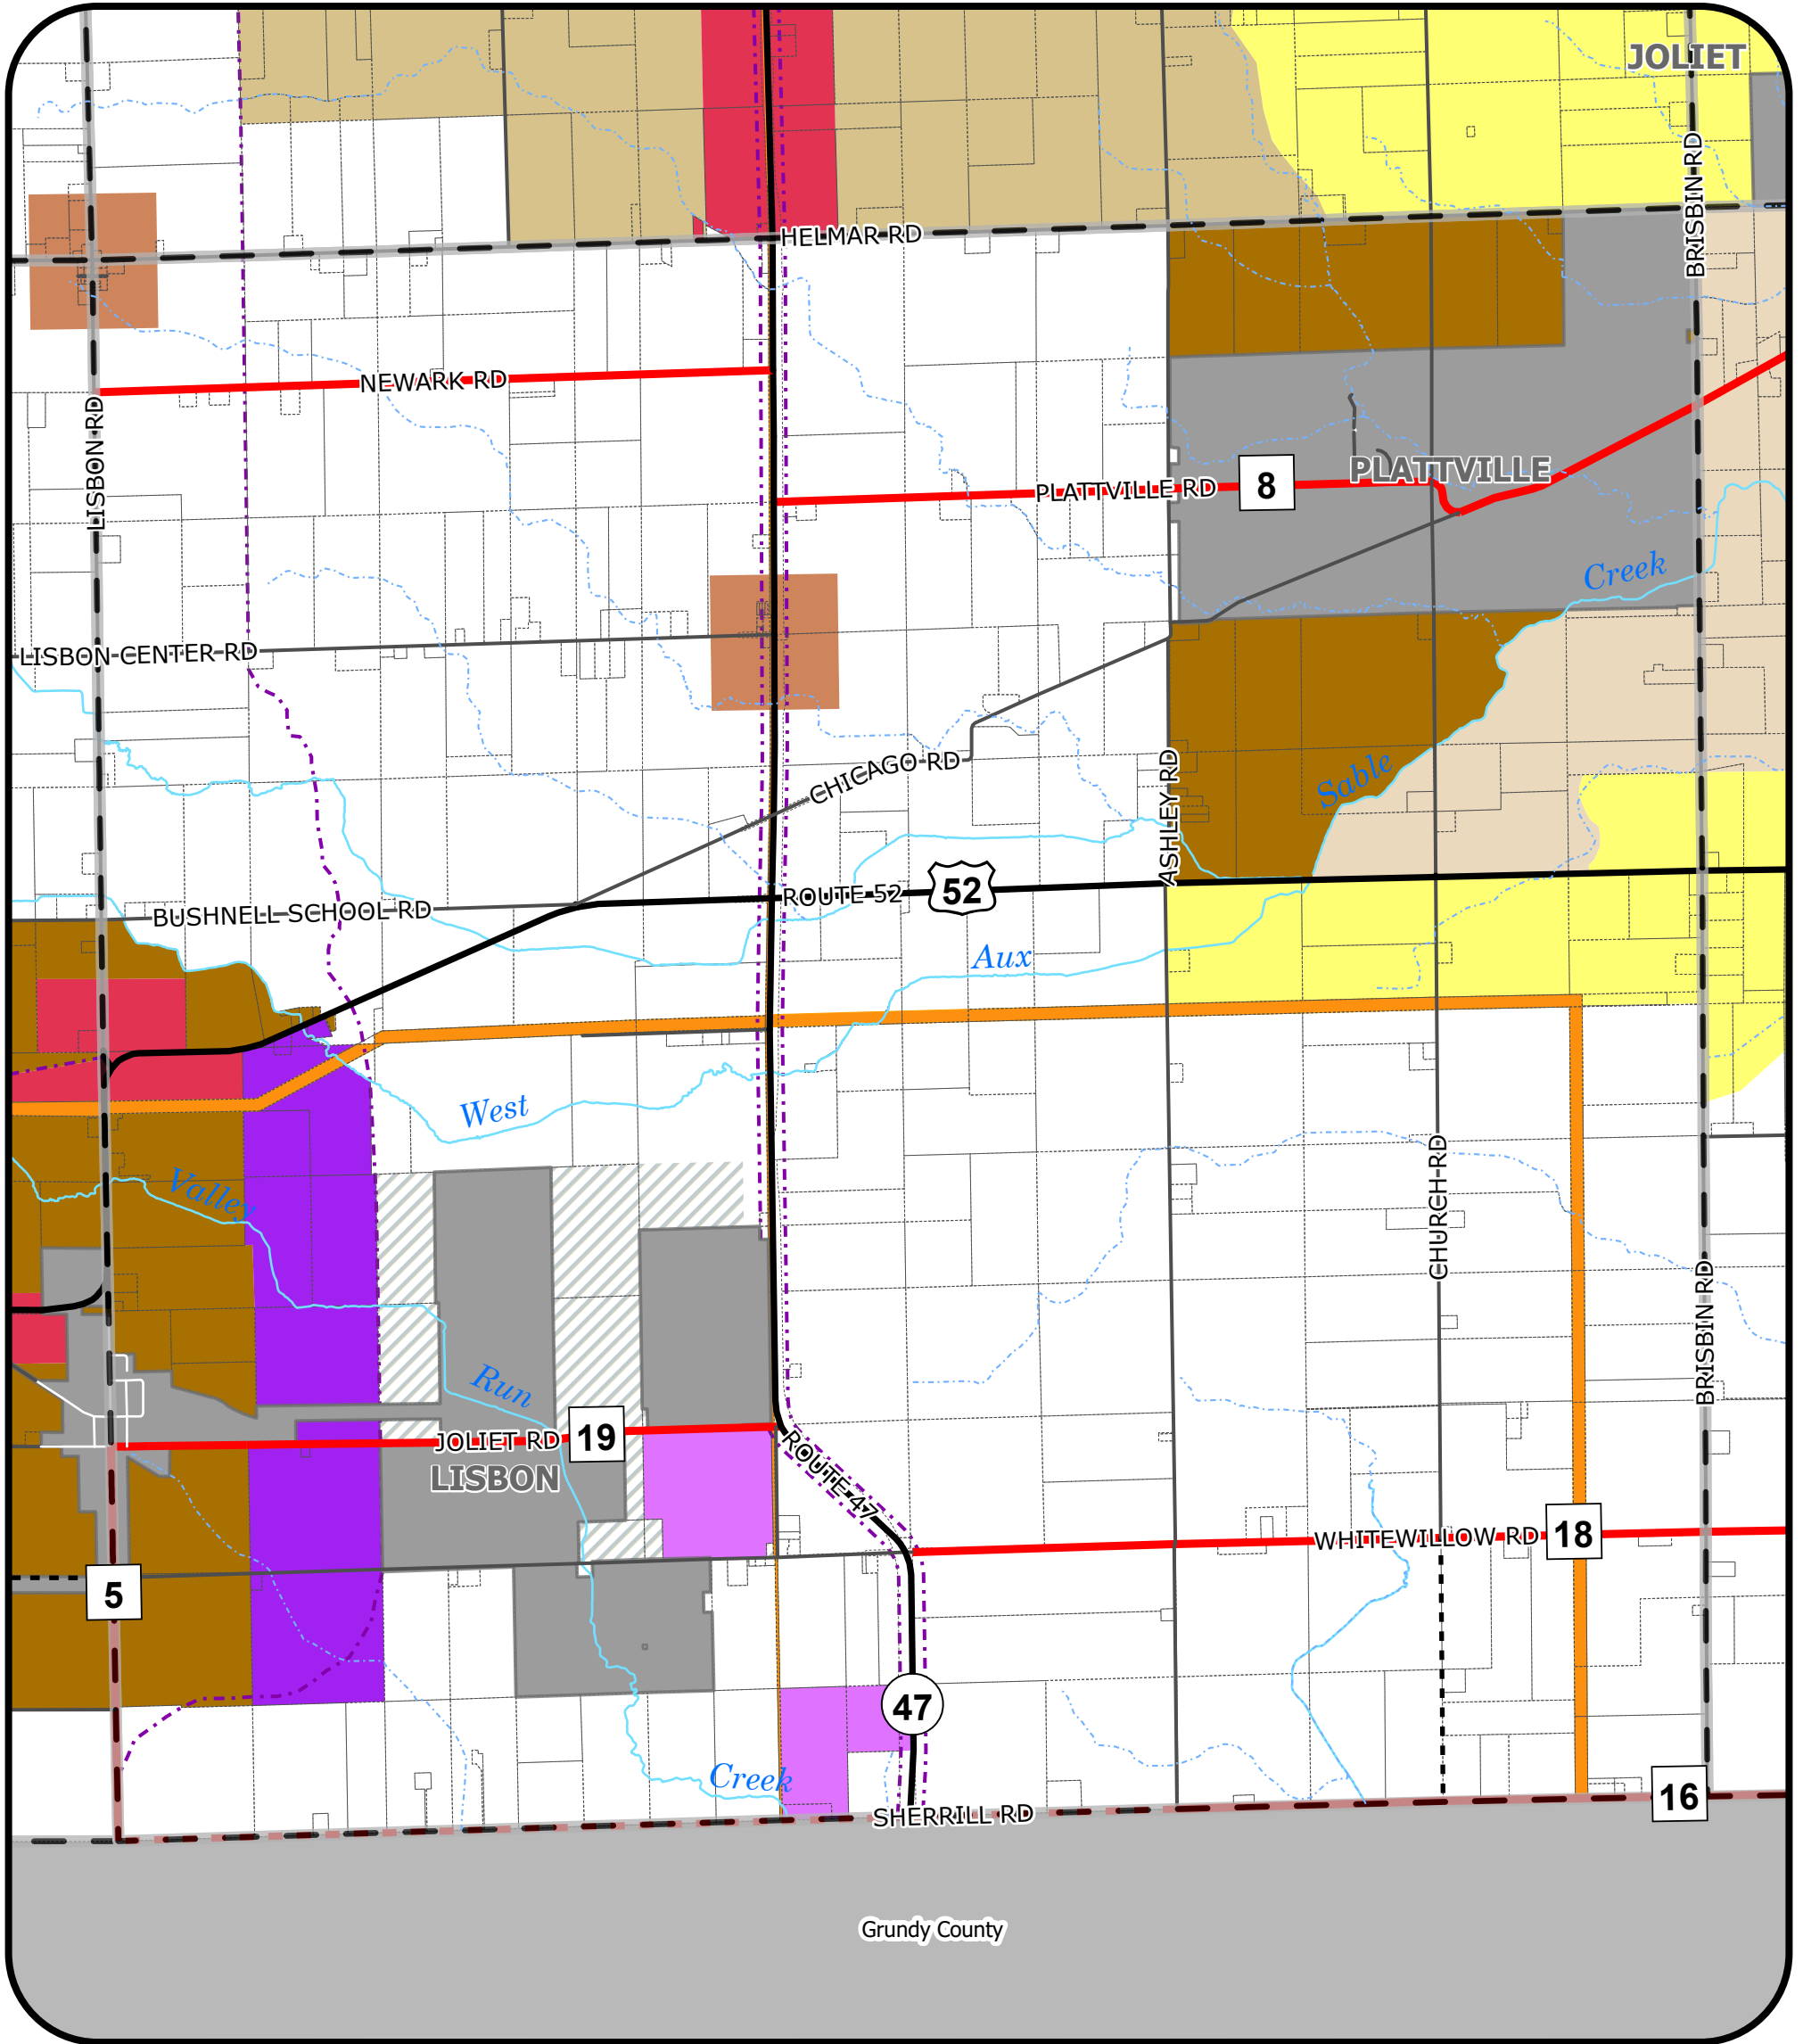 JOLIET
BRISBIN RD
HELMAR RD
NEWARK RD
LISBON RD
PLATTVILLE RD
8
PLATTVILLE
Creek
LISBON CENTER RD
CHICAGO RD
Sable
ASHLEY RD
ROUTE 52
52
BUSHNELL SCHOOL RD
Aux
West
Valley
CHURCH RD
BRISBIN RD
Run
JOLIET RD
19
LISBON
ROUTE 47
WHITEWILLOW RD
18
5
47
Creek
16
SHERRILL RD
Grundy County